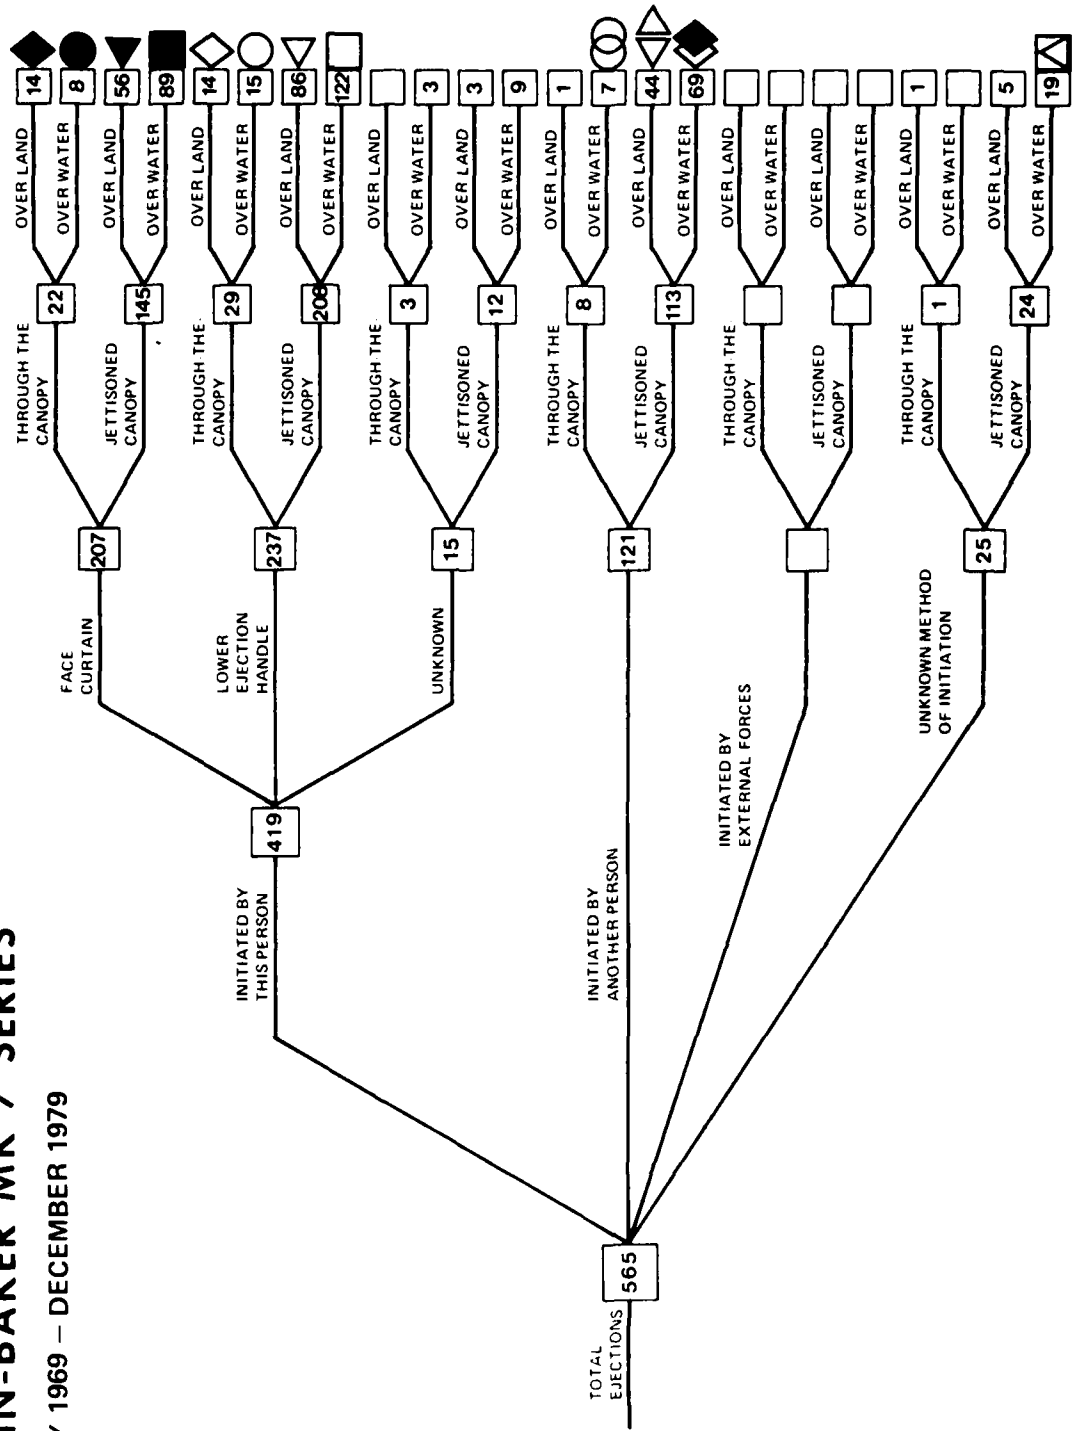 IN-BAKER MK 7 SERIES
Y 1969 – DECEMBER 1979
TOTAL
EJECTIONS
565
INITIATED BY
THIS PERSON
419
FACE
CURTAIN
207
THROUGH THE
CANOPY
22
OVER LAND
14
OVER WATER
8
JETTISONED
CANOPY
145
OVER LAND
56
OVER WATER
89
LOWER
EJECTION
HANDLE
237
THROUGH THE
CANOPY
29
OVER LAND
14
OVER WATER
15
JETTISONED
CANOPY
208
OVER LAND
86
OVER WATER
122
UNKNOWN
15
THROUGH THE
CANOPY
3
OVER LAND
OVER WATER
3
JETTISONED
CANOPY
12
OVER LAND
3
OVER WATER
9
INITIATED BY
ANOTHER PERSON
121
THROUGH THE
CANOPY
8
OVER LAND
1
OVER WATER
7
JETTISONED
CANOPY
113
OVER LAND
44
OVER WATER
69
INITIATED BY
EXTERNAL FORCES
THROUGH THE
CANOPY
OVER LAND
OVER WATER
JETTISONED
CANOPY
OVER LAND
OVER WATER
UNKNOWN METHOD
OF INITIATION
25
THROUGH THE
CANOPY
1
OVER LAND
1
OVER WATER
JETTISONED
CANOPY
24
OVER LAND
5
OVER WATER
19